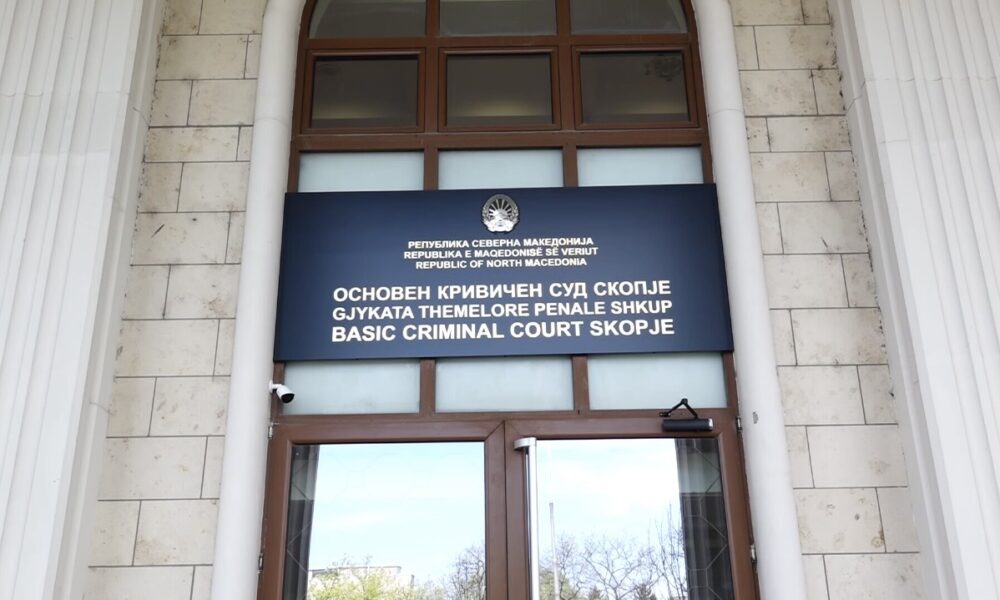 РЕПУБЛИКА СЕВЕРНА МАКЕДОНИЈА
REPUBLIKA E MAQEDONISË SË VERIUT
REPUBLIC OF NORTH MACEDONIA
ОСНОВЕН КРИВИЧЕН СУД СКОПЈЕ
GJYKATA THEMELORE PENALE SHKUP
BASIC CRIMINAL COURT SKOPJE